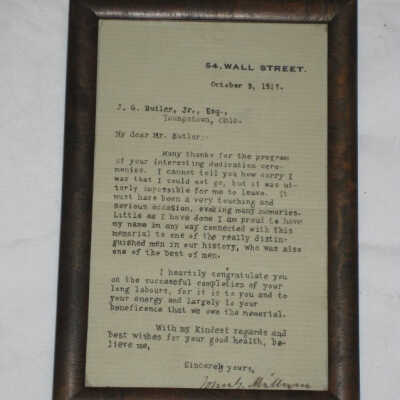 54, WALL STREET.
October 9, 1917.
J. G. Butler, Jr., Esq.,
Youngstown, Ohio.
My dear Mr. Butler:-
Many thanks for the program
of your interesting dedication cere-
monies. I cannot tell you how sorry I
was that I could not go, but it was ut-
terly impossible for me to leave. It
must have been a very touching and
serious occasion, evoking many memories.
Little as I have done I am proud to have
my name in any way connected with this
memorial to one of the really distin-
guished men in our history, who was also
one of the best of men.
I heartily congratulate you
on the successful completion of your
long labours, for it is to you and to
your energy and largely to your
beneficence that we owe the memorial.
With my kindest regards and
best wishes for your good health, be-
lieve me,
Sincerely yours,
John G. Milburn